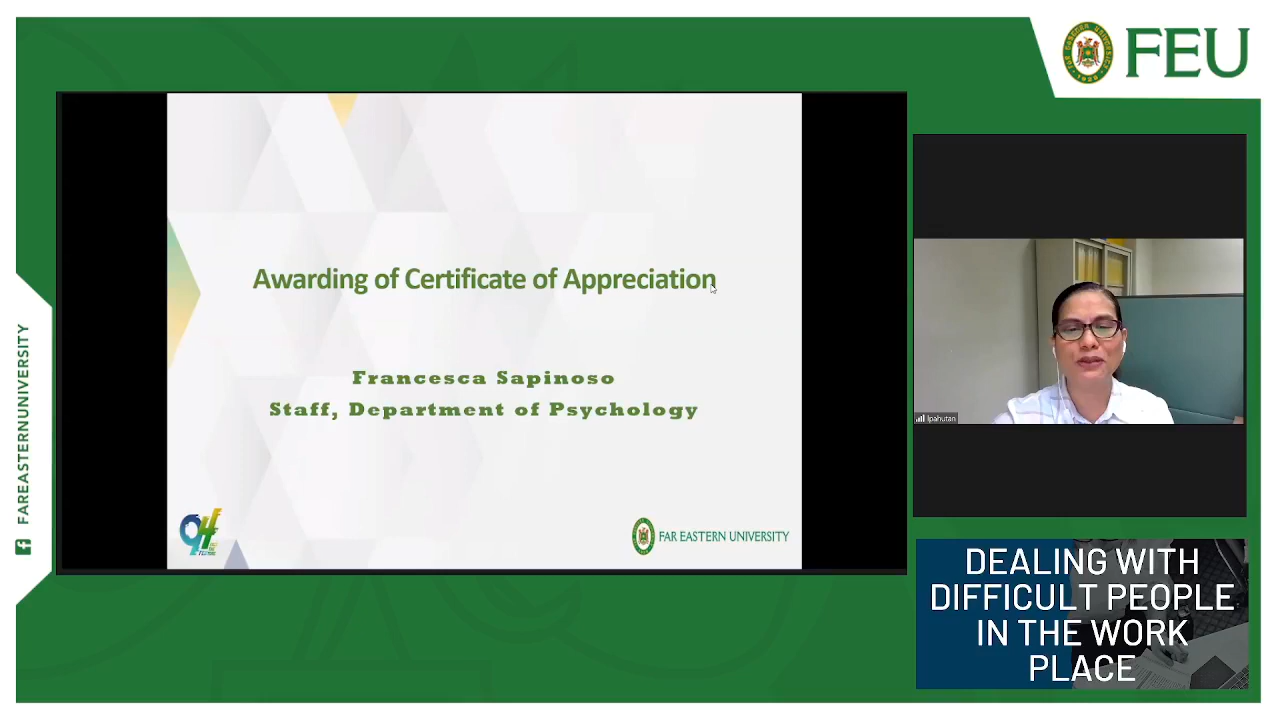 FEU
Awarding of Certificate of Appreciation
Francesca Sapinoso
Staff, Department of Psychology
FAR EASTERN UNIVERSITY
lpahutan
FAREASTERNUNIVERSITY
DEALING WITH
DIFFICULT PEOPLE
IN THE WORK
PLACE